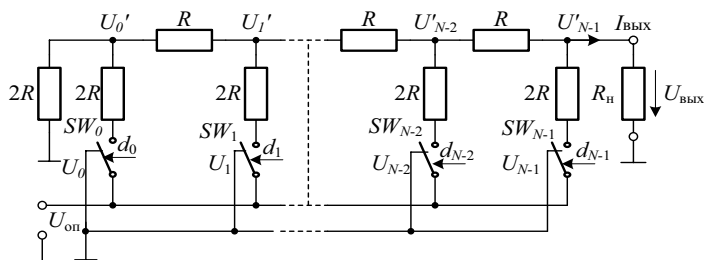 U₀' R U₁' R U'N-2 R U'N-1 Iвых
2R 2R 2R 2R 2R Rн Uвых
SW₀ SW₁ SWN-2 SWN-1
d₀ d₁ dN-2 dN-1
U₀ U₁ UN-2 UN-1
Uоп